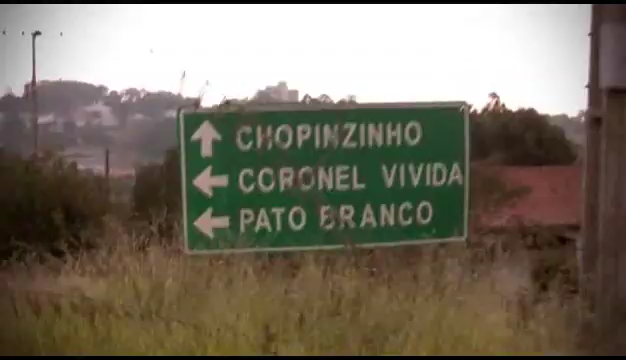 ↑ CHOPINZINHO
← CORONEL VIVIDA
← PATO BRANCO